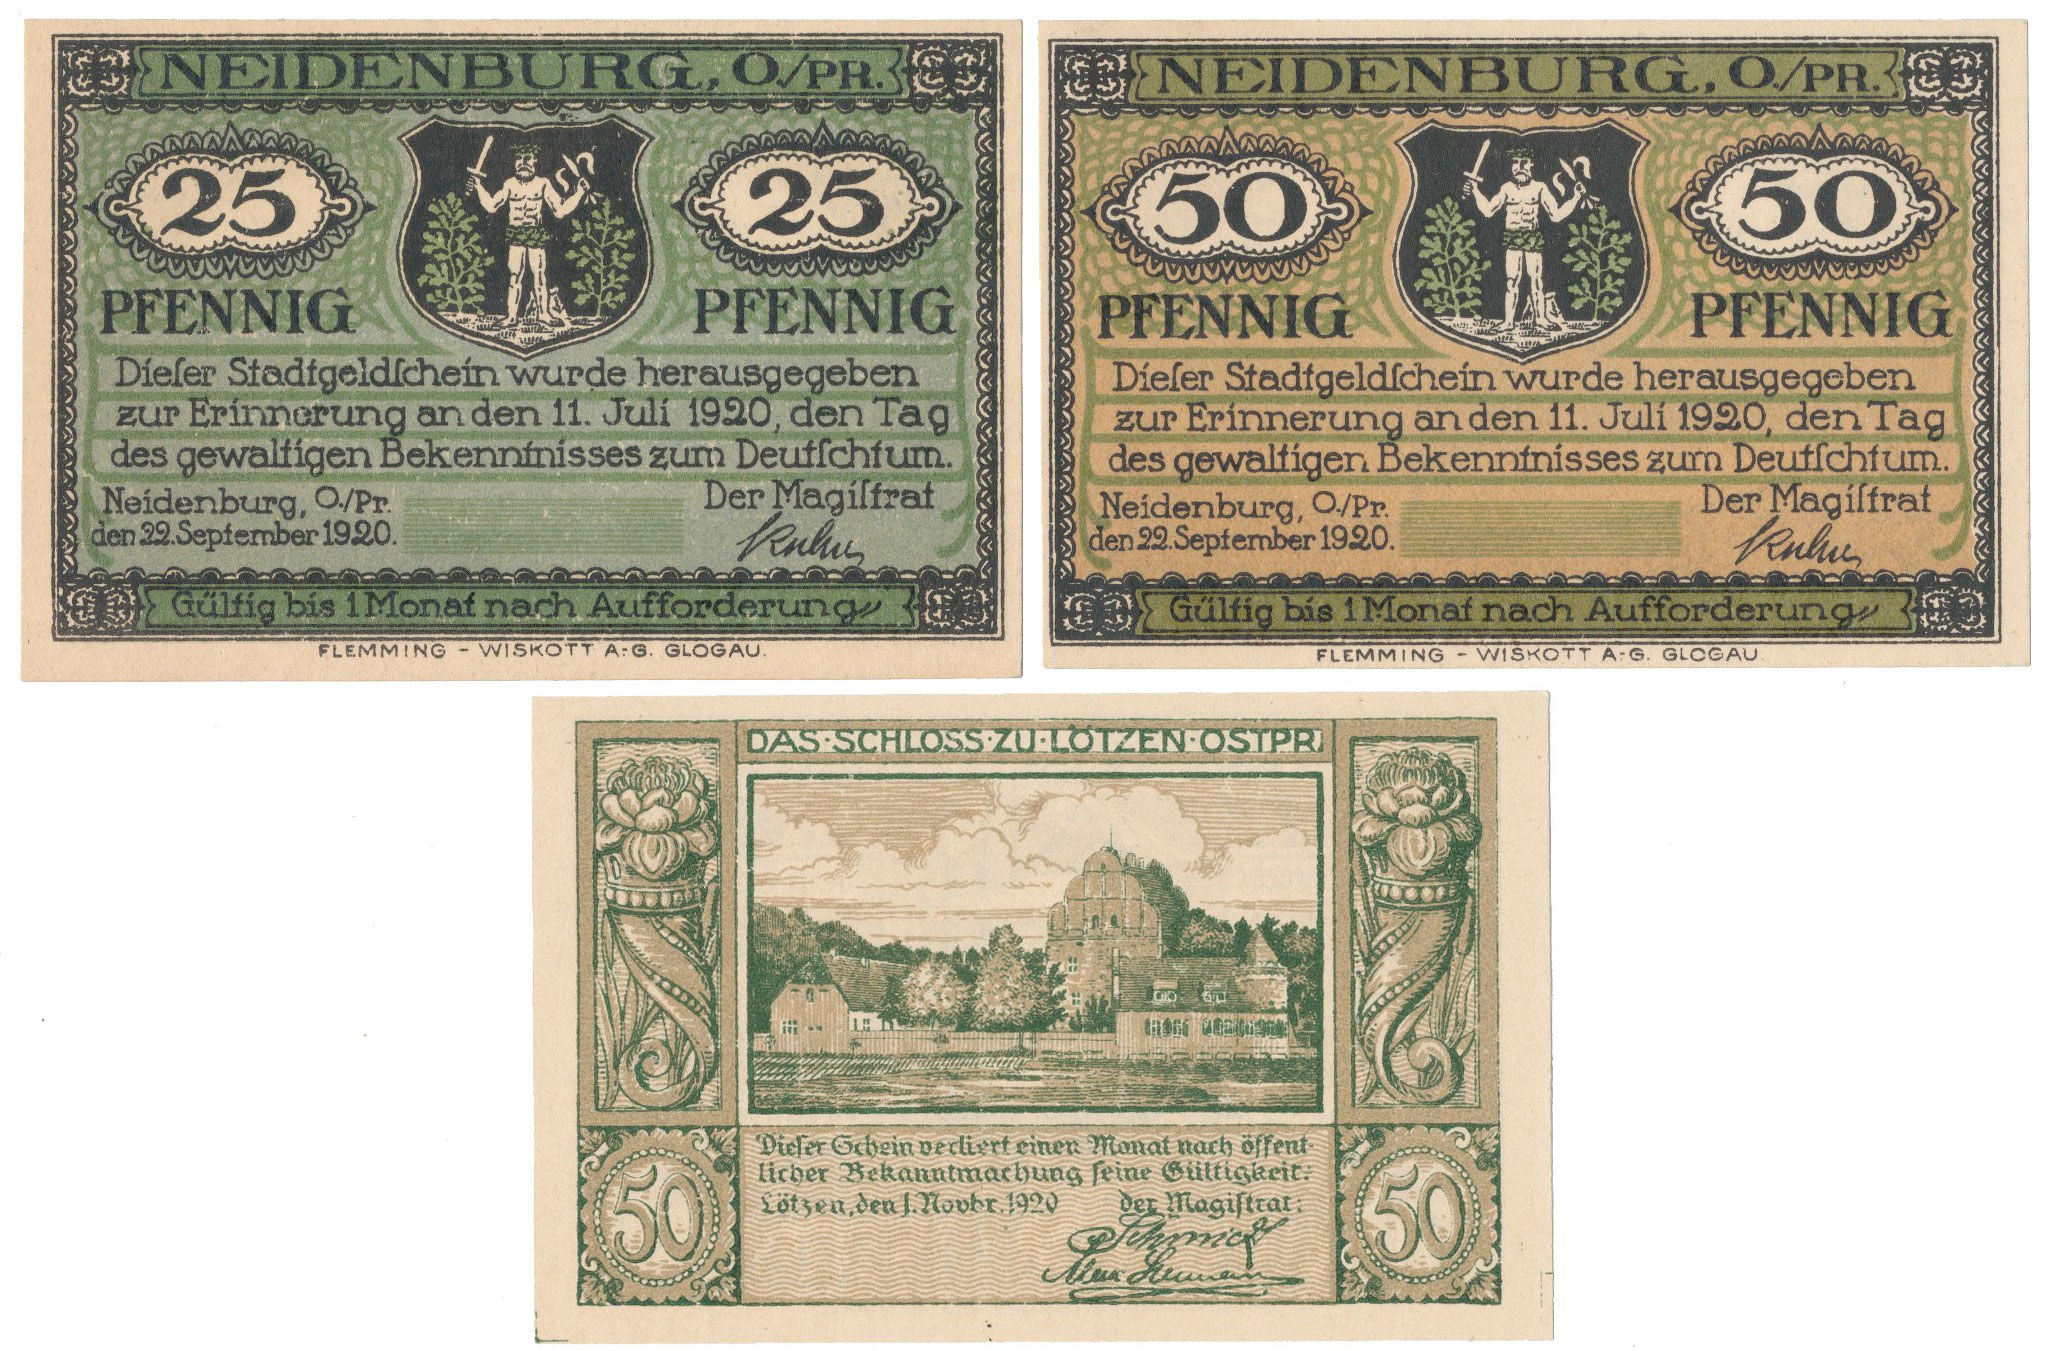 NEIDENBURG, O./PR.
25 25
PFENNIG PFENNIG
Dieſer Stadtgeldſchein wurde herausgegeben
zur Erinnerung an den 11. Juli 1920, den Tag
des gewaltigen Bekenntnisses zum Deutſchtum.
Neidenburg, O./Pr. Der Magiſtrat
den 22. September 1920.
Gültig bis 1 Monat nach Aufforderung
FLEMMING - WISKOTT A.-G. GLOGAU.
NEIDENBURG, O./PR.
50 50
PFENNIG PFENNIG
Dieſer Stadtgeldſchein wurde herausgegeben
zur Erinnerung an den 11. Juli 1920, den Tag
des gewaltigen Bekenntnisses zum Deutſchtum.
Neidenburg, O./Pr. Der Magiſtrat
den 22. September 1920.
Gültig bis 1 Monat nach Aufforderung
FLEMMING - WISKOTT A.-G. GLOGAU.
DAS·SCHLOSS·ZU·LÖTZEN·OSTPR.
Dieſer Schein verliert einen Monat nach öffent-
licher Bekanntmachung ſeine Gültigkeit:
Lötzen, den 1. Novbr. 1920 der Magiſtrat:
50 50
Schmidt